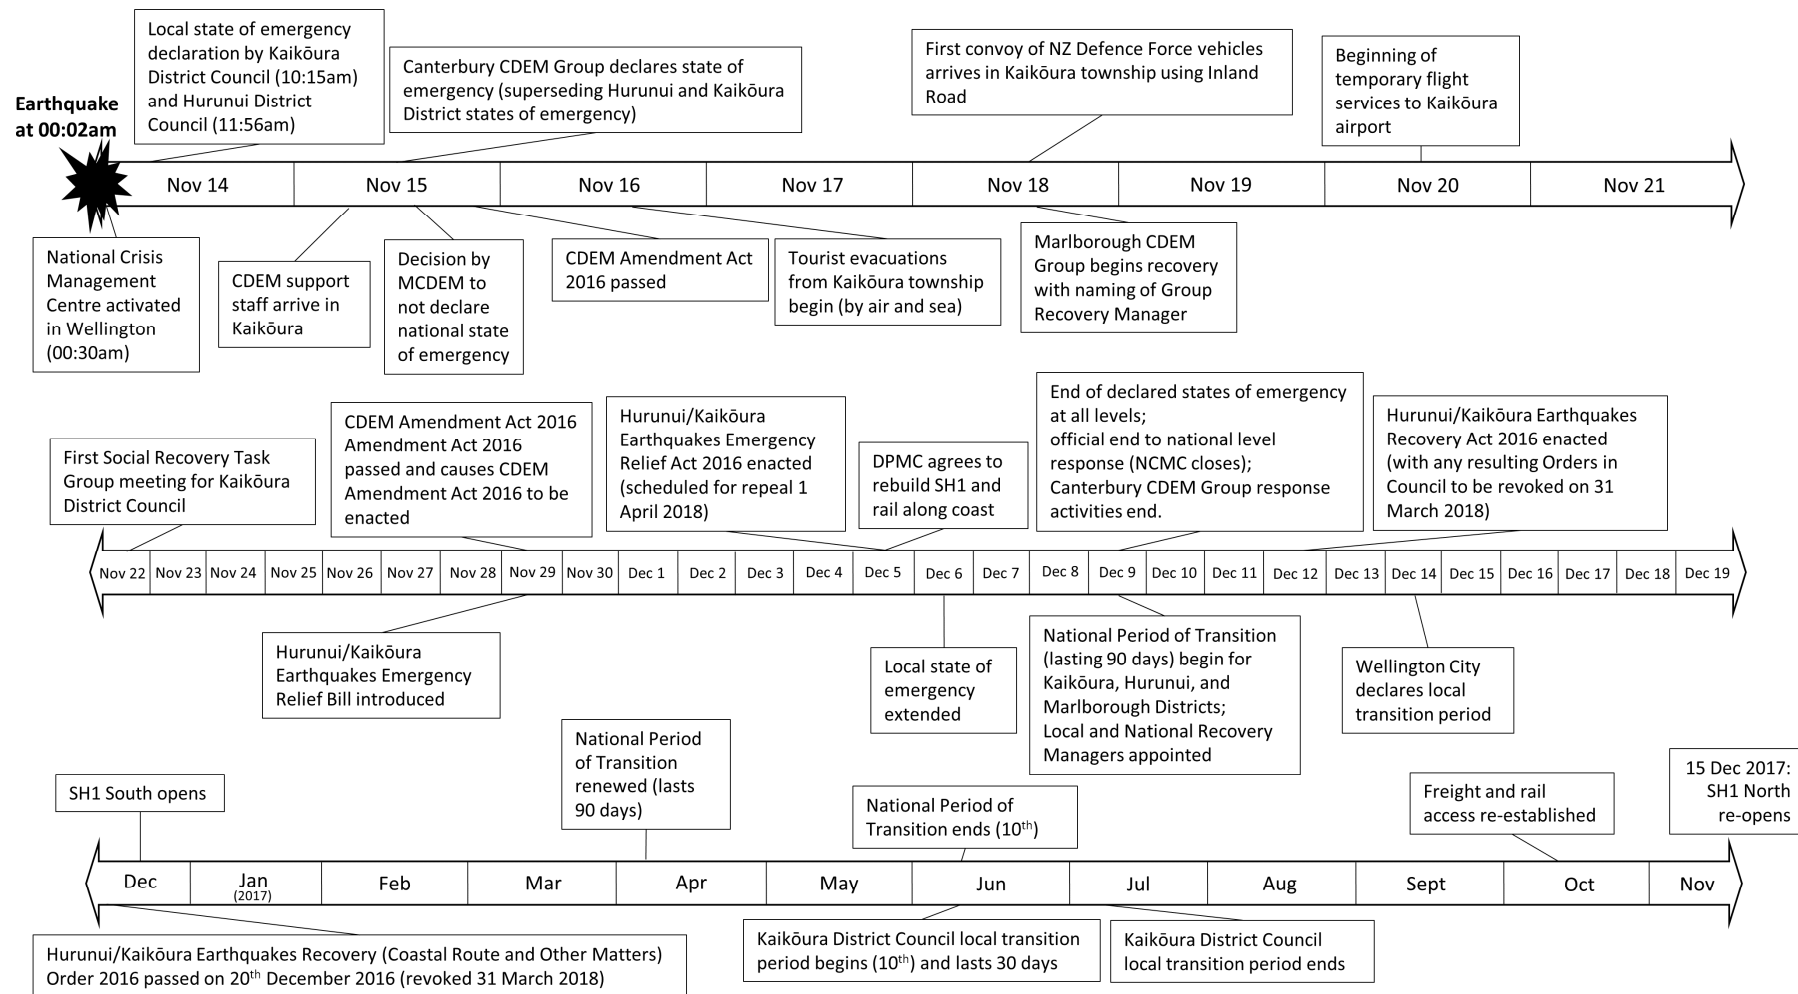 Earthquake
at 00:02am
Local state of emergency
declaration by Kaikōura
District Council (10:15am)
and Hurunui District
Council (11:56am)
Canterbury CDEM Group declares state of
emergency (superseding Hurunui and Kaikōura
District states of emergency)
First convoy of NZ Defence Force vehicles
arrives in Kaikōura township using Inland
Road
Beginning of
temporary flight
services to Kaikōura
airport
Nov 14
Nov 15
Nov 16
Nov 17
Nov 18
Nov 19
Nov 20
Nov 21
National Crisis
Management
Centre activated
in Wellington
(00:30am)
CDEM support
staff arrive in
Kaikōura
Decision by
MCDEM to
not declare
national state
of emergency
CDEM Amendment Act
2016 passed
Tourist evacuations
from Kaikōura township
begin (by air and sea)
Marlborough CDEM
Group begins recovery
with naming of Group
Recovery Manager
First Social Recovery Task
Group meeting for Kaikōura
District Council
CDEM Amendment Act 2016
Amendment Act 2016
passed and causes CDEM
Amendment Act 2016 to be
enacted
Hurunui/Kaikōura
Earthquakes Emergency
Relief Act 2016 enacted
(scheduled for repeal 1
April 2018)
DPMC agrees to
rebuild SH1 and
rail along coast
End of declared states of emergency
at all levels;
official end to national level
response (NCMC closes);
Canterbury CDEM Group response
activities end.
Hurunui/Kaikōura Earthquakes
Recovery Act 2016 enacted
(with any resulting Orders in
Council to be revoked on 31
March 2018)
Nov 22
Nov 23
Nov 24
Nov 25
Nov 26
Nov 27
Nov 28
Nov 29
Nov 30
Dec 1
Dec 2
Dec 3
Dec 4
Dec 5
Dec 6
Dec 7
Dec 8
Dec 9
Dec 10
Dec 11
Dec 12
Dec 13
Dec 14
Dec 15
Dec 16
Dec 17
Dec 18
Dec 19
Hurunui/Kaikōura
Earthquakes Emergency
Relief Bill introduced
Local state of
emergency
extended
National Period of Transition
(lasting 90 days) begin for
Kaikōura, Hurunui, and
Marlborough Districts;
Local and National Recovery
Managers appointed
Wellington City
declares local
transition period
SH1 South opens
National Period
of Transition
renewed (lasts
90 days)
National Period of
Transition ends (10th)
Freight and rail
access re-established
15 Dec 2017:
SH1 North
re-opens
Dec
Jan
(2017)
Feb
Mar
Apr
May
Jun
Jul
Aug
Sept
Oct
Nov
Hurunui/Kaikōura Earthquakes Recovery (Coastal Route and Other Matters)
Order 2016 passed on 20th December 2016 (revoked 31 March 2018)
Kaikōura District Council local transition
period begins (10th) and lasts 30 days
Kaikōura District Council
local transition period ends